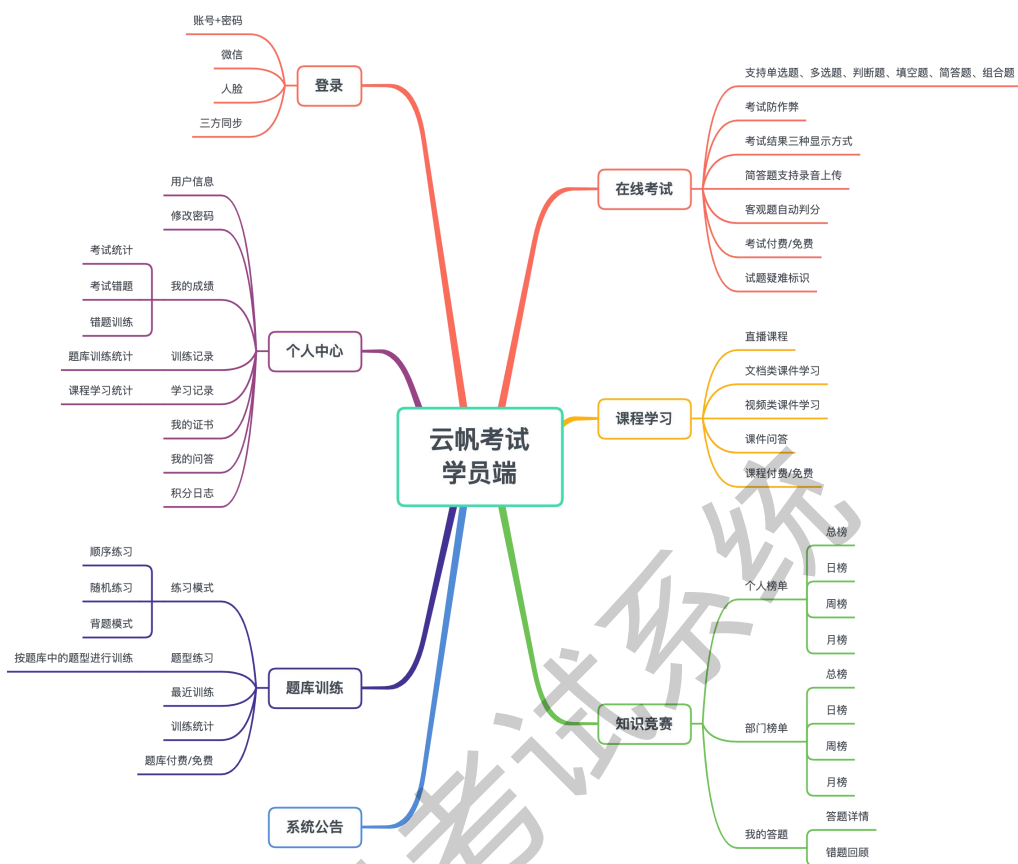 云帆考试
学员端
登录
账号+密码
微信
人脸
三方同步
个人中心
用户信息
修改密码
我的成绩
考试统计
考试错题
错题训练
训练记录
题库训练统计
学习记录
课程学习统计
我的证书
我的问答
积分日志
题库训练
练习模式
顺序练习
随机练习
背题模式
题型练习
按题库中的题型进行训练
最近训练
训练统计
题库付费/免费
系统公告
在线考试
支持单选题、多选题、判断题、填空题、简答题、组合题
考试防作弊
考试结果三种显示方式
简答题支持录音上传
客观题自动判分
考试付费/免费
试题疑难标识
课程学习
直播课程
文档类课件学习
视频类课件学习
课件问答
课程付费/免费
知识竞赛
个人榜单
总榜
日榜
周榜
月榜
部门榜单
总榜
日榜
周榜
月榜
我的答题
答题详情
错题回顾
考试系统